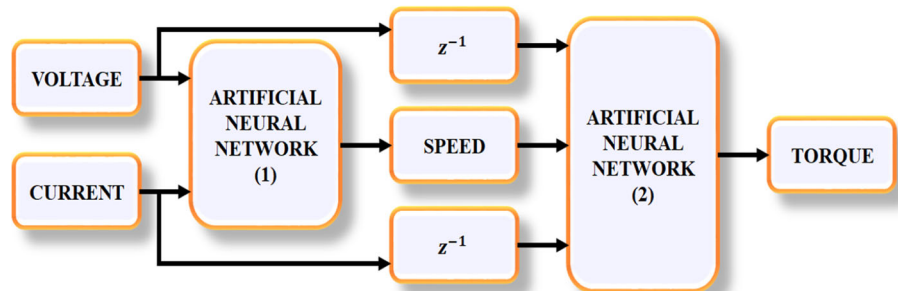 VOLTAGE
CURRENT
ARTIFICIAL
NEURAL
NETWORK
(1)
z⁻¹
SPEED
z⁻¹
ARTIFICIAL
NEURAL
NETWORK
(2)
TORQUE